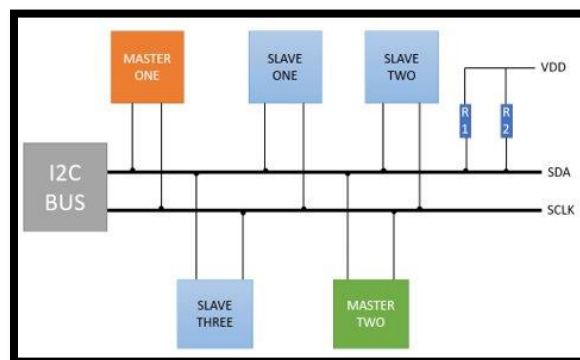 MASTER
ONE
SLAVE
ONE
SLAVE
TWO
VDD
R
1
R
2
I2C
BUS
SDA
SCLK
SLAVE
THREE
MASTER
TWO